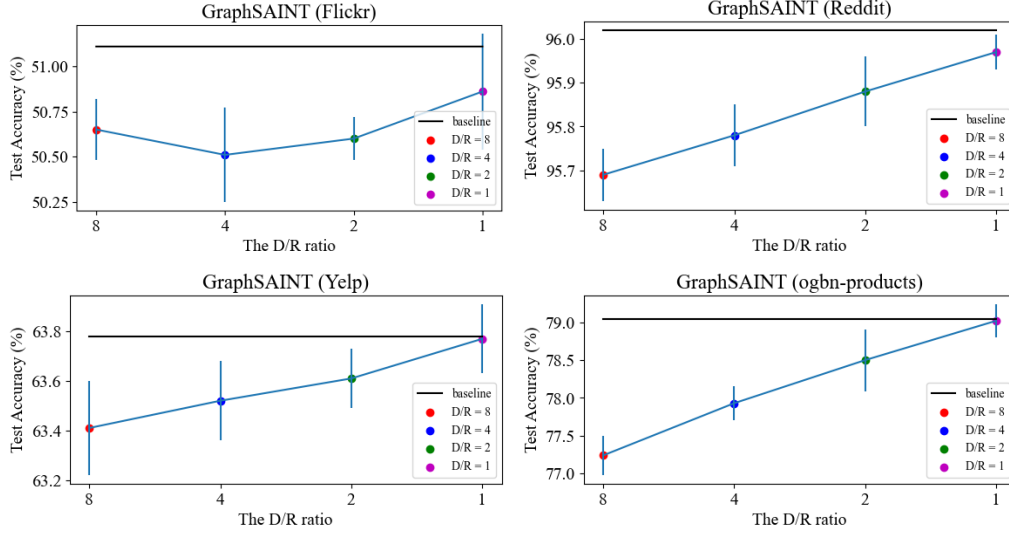 GraphSAINT (Flickr)
Test Accuracy (%)
51.00
50.75
50.50
50.25
baseline
D/R = 8
D/R = 4
D/R = 2
D/R = 1
8 4 2 1
The D/R ratio
GraphSAINT (Reddit)
Test Accuracy (%)
96.0
95.9
95.8
95.7
baseline
D/R = 8
D/R = 4
D/R = 2
D/R = 1
8 4 2 1
The D/R ratio
GraphSAINT (Yelp)
Test Accuracy (%)
63.8
63.6
63.4
63.2
baseline
D/R = 8
D/R = 4
D/R = 2
D/R = 1
8 4 2 1
The D/R ratio
GraphSAINT (ogbn-products)
Test Accuracy (%)
79.0
78.5
78.0
77.5
77.0
baseline
D/R = 8
D/R = 4
D/R = 2
D/R = 1
8 4 2 1
The D/R ratio